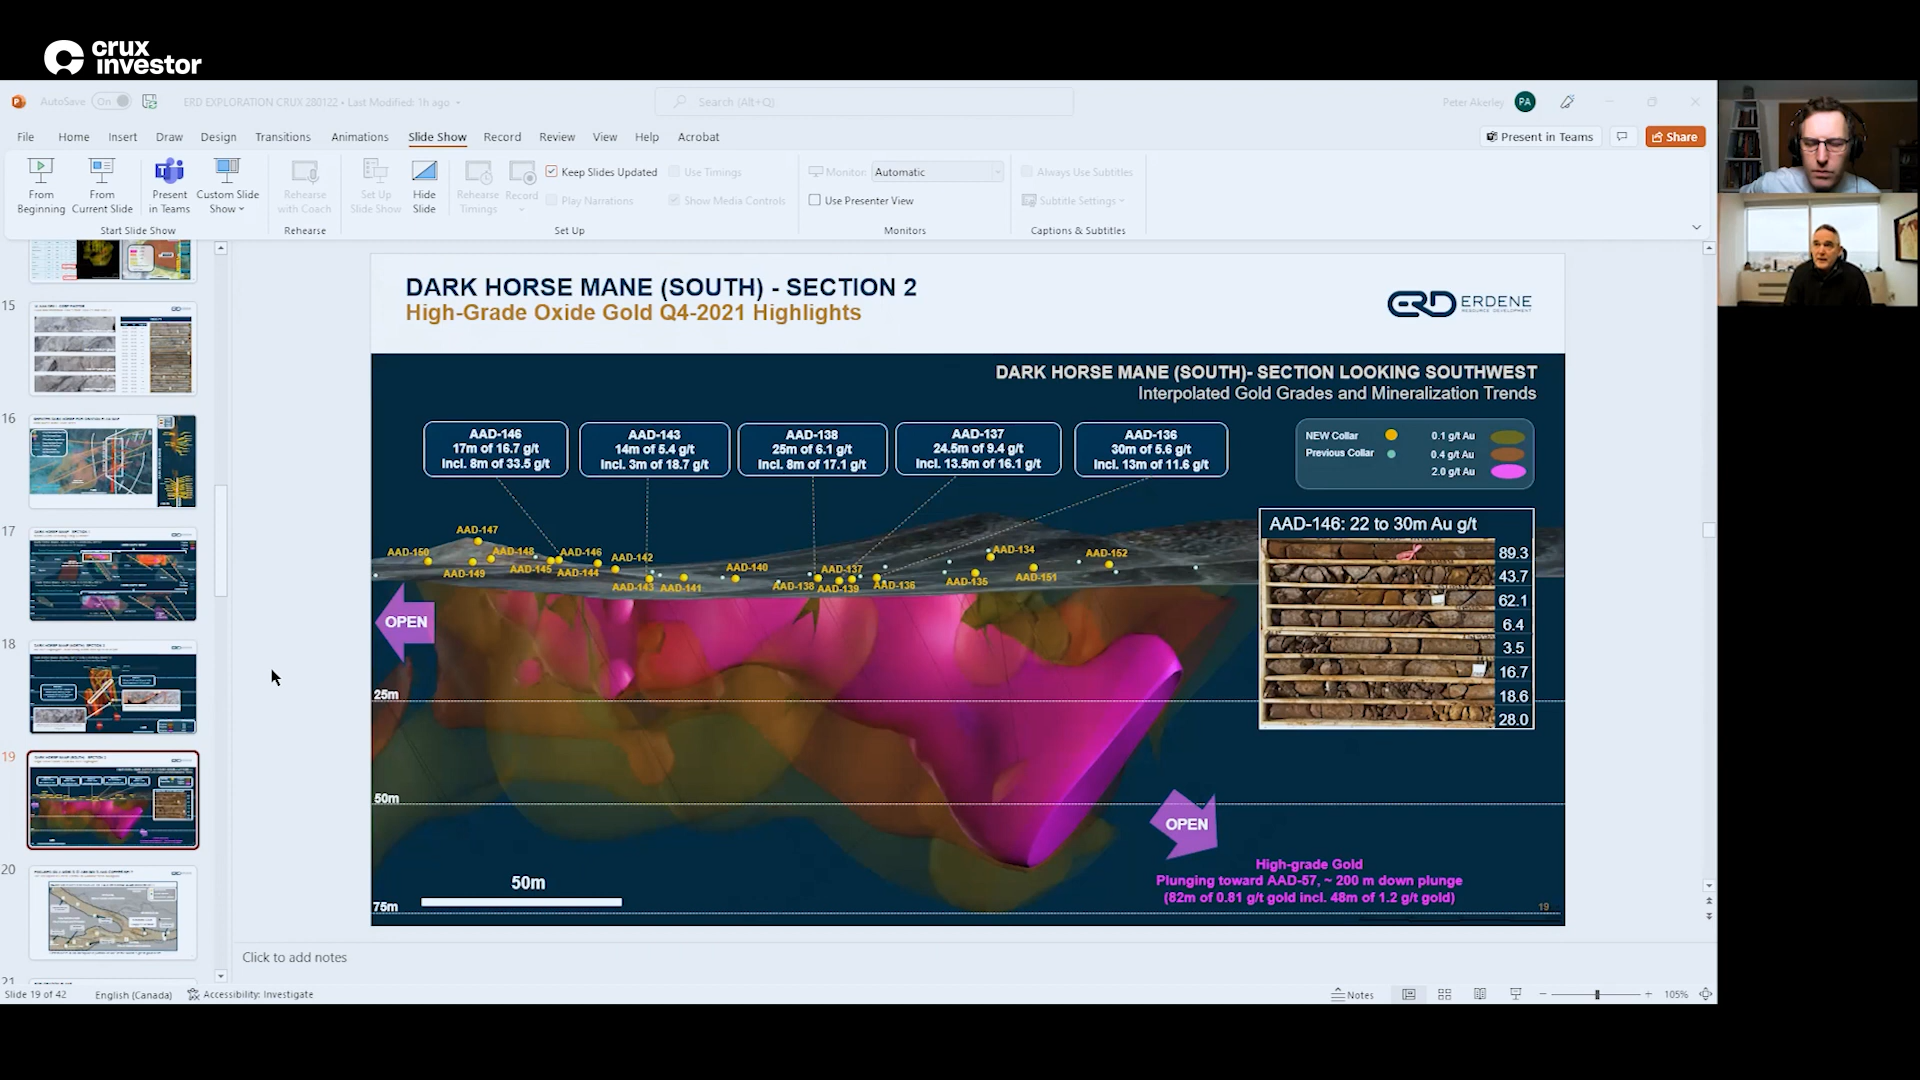 crux
investor
AutoSave On
ERD EXPLORATION CRUX 280122 • Last Modified: 1h ago
Search (Alt+Q)
Peter Akerley PA
File Home Insert Draw Design Transitions Animations Slide Show Record Review View Help Acrobat
Present in Teams
Share
From Beginning
From Current Slide
Present in Teams
Custom Slide Show
Rehearse with Coach
Set Up Slide Show
Hide Slide
Rehearse Timings
Record
Keep Slides Updated
Play Narrations
Use Timings
Show Media Controls
Monitor: Automatic
Use Presenter View
Always Use Subtitles
Subtitle Settings
Start Slide Show
Rehearse
Set Up
Monitors
Captions & Subtitles
15
16
17
18
19
20
21
DARK HORSE MANE (SOUTH) - SECTION 2
High-Grade Oxide Gold Q4-2021 Highlights
ERD ERDENE
RESOURCE DEVELOPMENT
DARK HORSE MANE (SOUTH)- SECTION LOOKING SOUTHWEST
Interpolated Gold Grades and Mineralization Trends
AAD-146
17m of 16.7 g/t
Incl. 8m of 33.5 g/t
AAD-143
14m of 5.4 g/t
Incl. 3m of 18.7 g/t
AAD-138
25m of 6.1 g/t
Incl. 8m of 17.1 g/t
AAD-137
24.5m of 9.4 g/t
Incl. 13.5m of 16.1 g/t
AAD-136
30m of 5.6 g/t
Incl. 13m of 11.6 g/t
NEW Collar
Previous Collar
0.1 g/t Au
0.4 g/t Au
2.0 g/t Au
AAD-150
AAD-147
AAD-149
AAD-148
AAD-145
AAD-146
AAD-144
AAD-142
AAD-143
AAD-141
AAD-140
AAD-138
AAD-137
AAD-139
AAD-136
AAD-134
AAD-135
AAD-151
AAD-152
AAD-146: 22 to 30m Au g/t
89.3
43.7
62.1
6.4
3.5
16.7
18.6
28.0
OPEN
25m
50m
75m
50m
OPEN
High-grade Gold
Plunging toward AAD-57, ~ 200 m down plunge
(82m of 0.81 g/t gold incl. 48m of 1.2 g/t gold)
19
Click to add notes
Slide 19 of 42 English (Canada) Accessibility: Investigate
Notes
105%